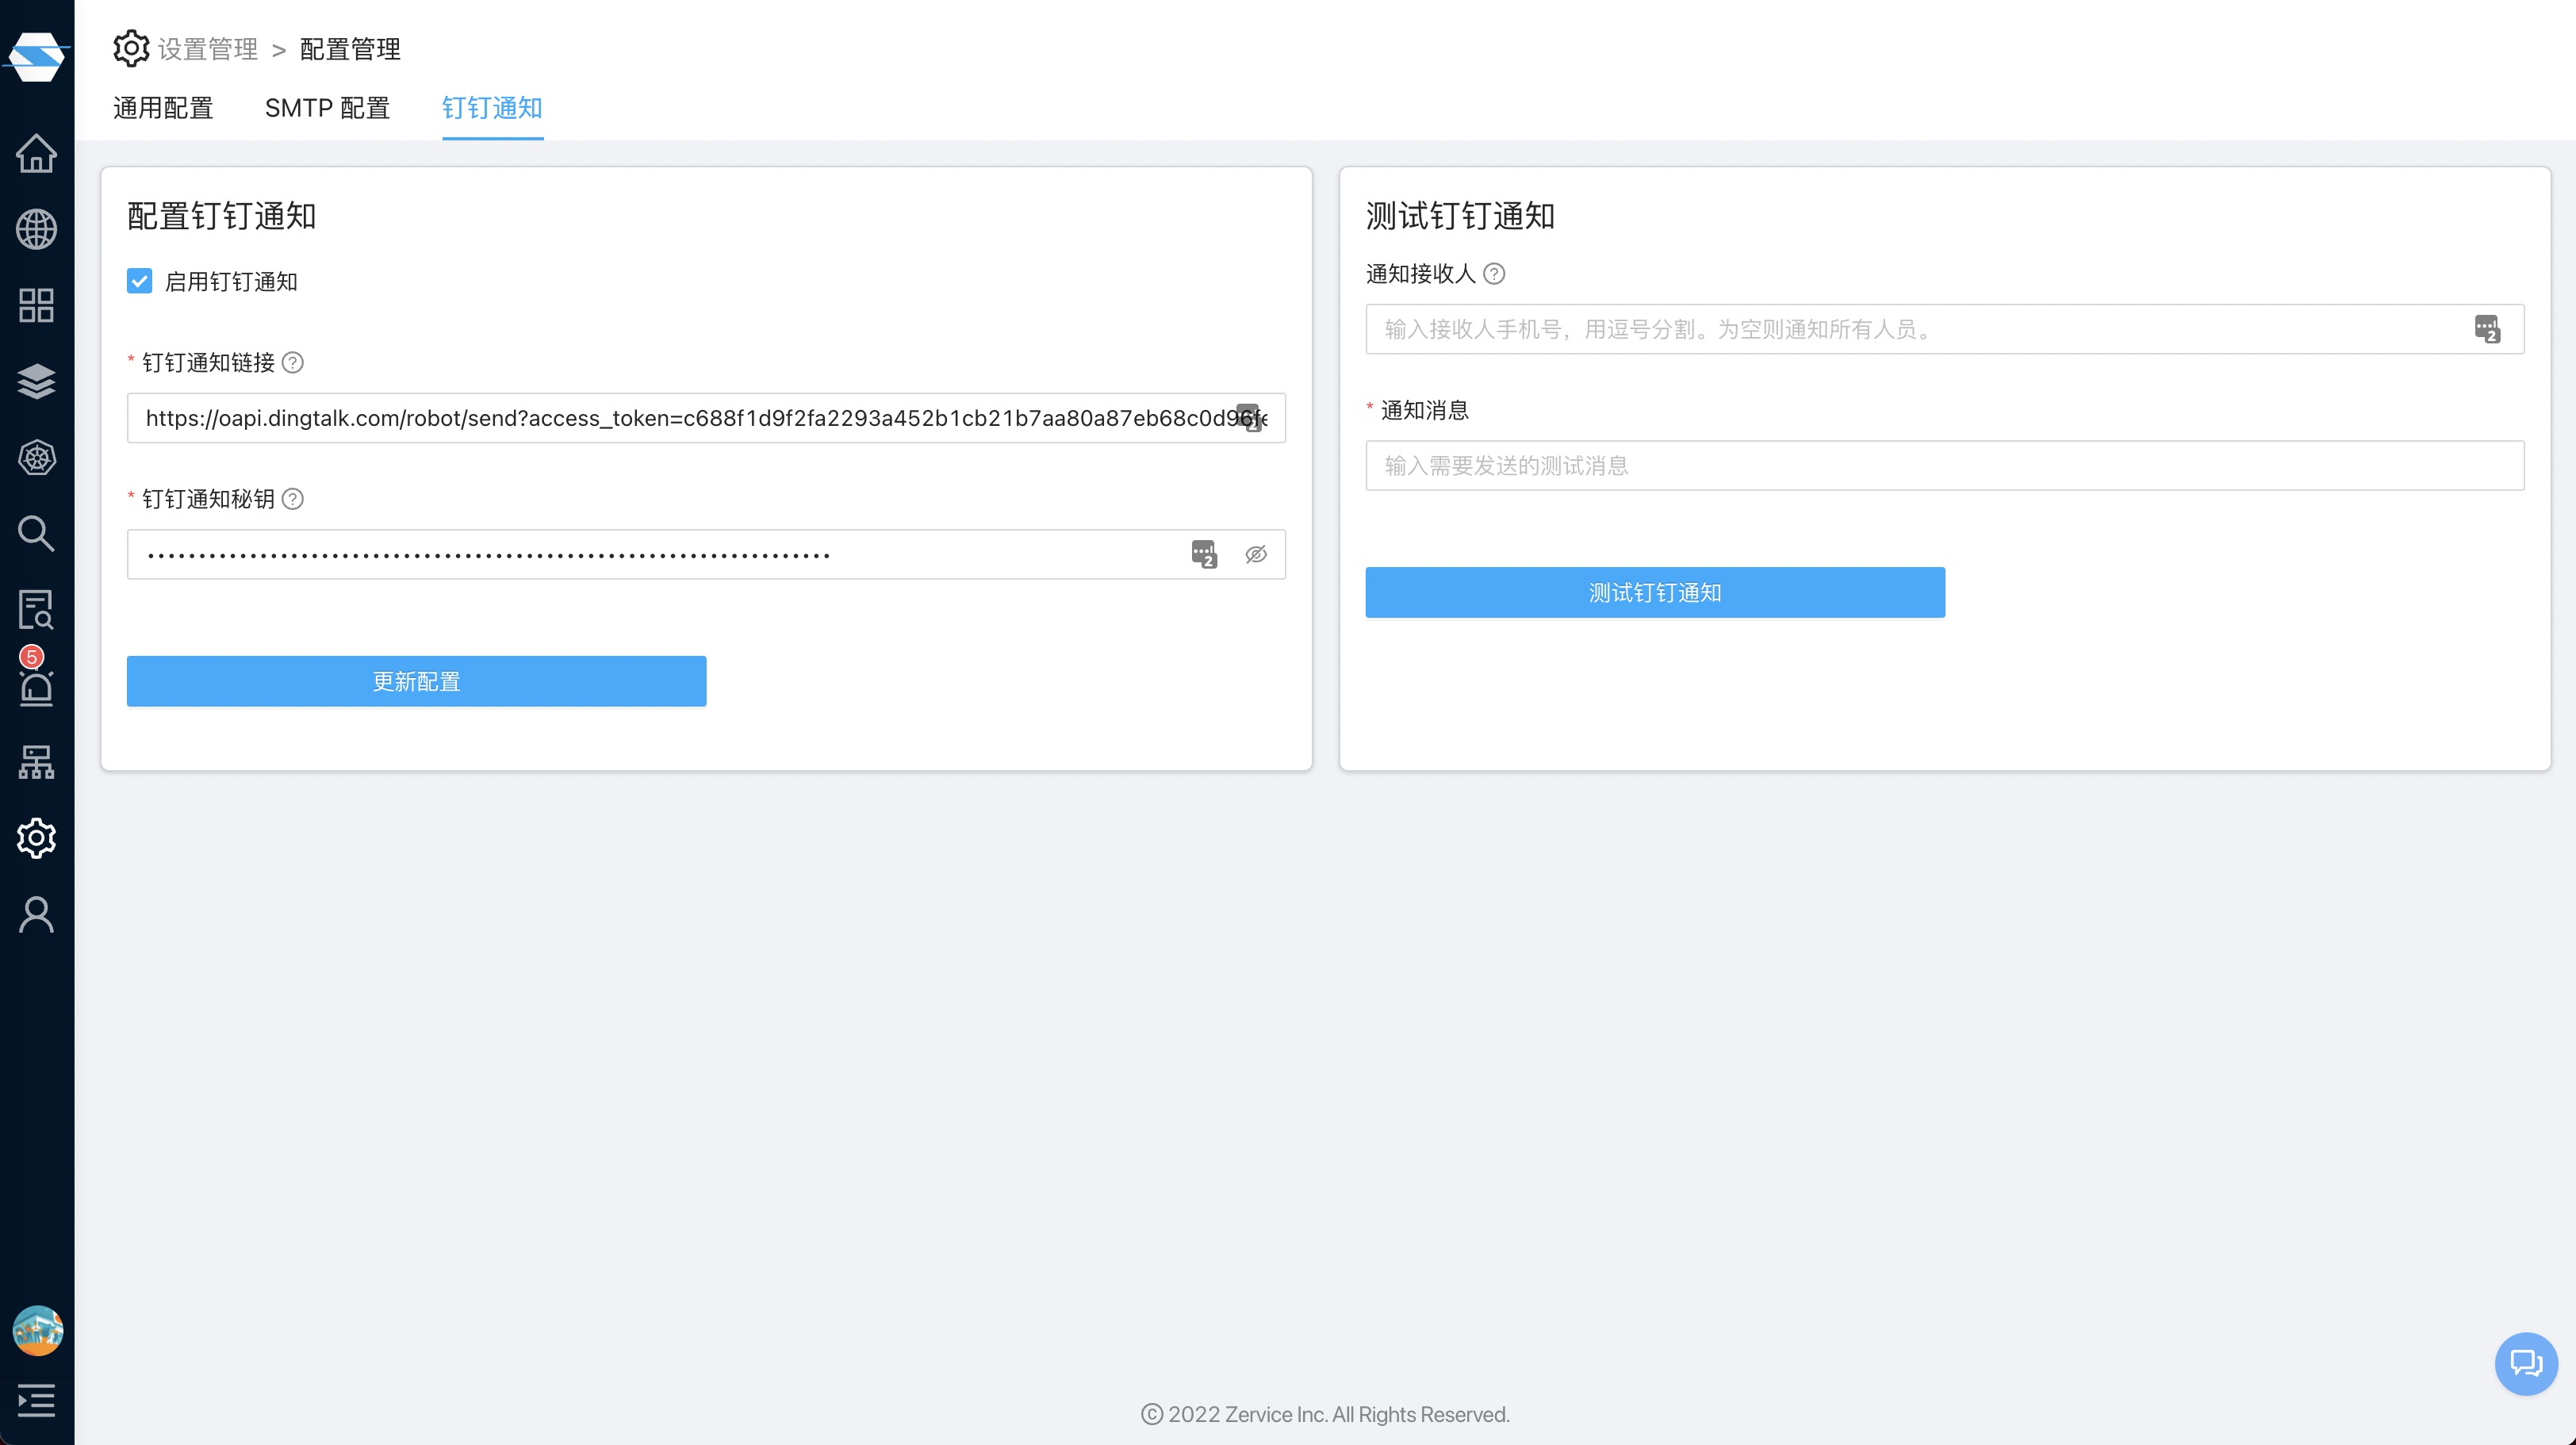 设置管理 > 配置管理
通用配置 SMTP 配置 钉钉通知
配置钉钉通知
启用钉钉通知
* 钉钉通知链接
https://oapi.dingtalk.com/robot/send?access_token=c688f1d9f2fa2293a452b1cb21b7aa80a87eb68c0d96f
* 钉钉通知秘钥
2
更新配置
测试钉钉通知
通知接收人
输入接收人手机号，用逗号分割。为空则通知所有人员。
2
* 通知消息
输入需要发送的测试消息
测试钉钉通知
5
© 2022 Zervice Inc. All Rights Reserved.